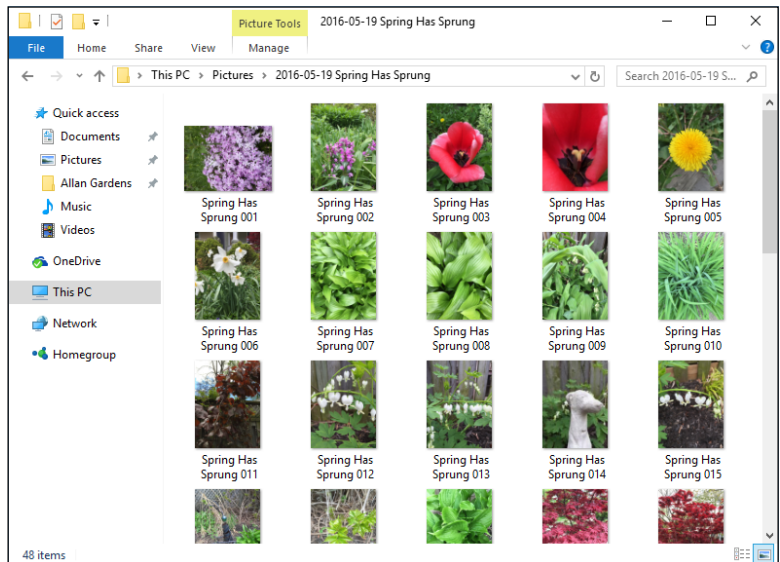 Picture Tools
2016-05-19 Spring Has Sprung
File
Home
Share
View
Manage
This PC
Pictures
2016-05-19 Spring Has Sprung
Search 2016-05-19 S...
Quick access
Documents
Pictures
Allan Gardens
Music
Videos
OneDrive
This PC
Network
Homegroup
Spring Has
Sprung 001
Spring Has
Sprung 002
Spring Has
Sprung 003
Spring Has
Sprung 004
Spring Has
Sprung 005
Spring Has
Sprung 006
Spring Has
Sprung 007
Spring Has
Sprung 008
Spring Has
Sprung 009
Spring Has
Sprung 010
Spring Has
Sprung 011
Spring Has
Sprung 012
Spring Has
Sprung 013
Spring Has
Sprung 014
Spring Has
Sprung 015
48 items